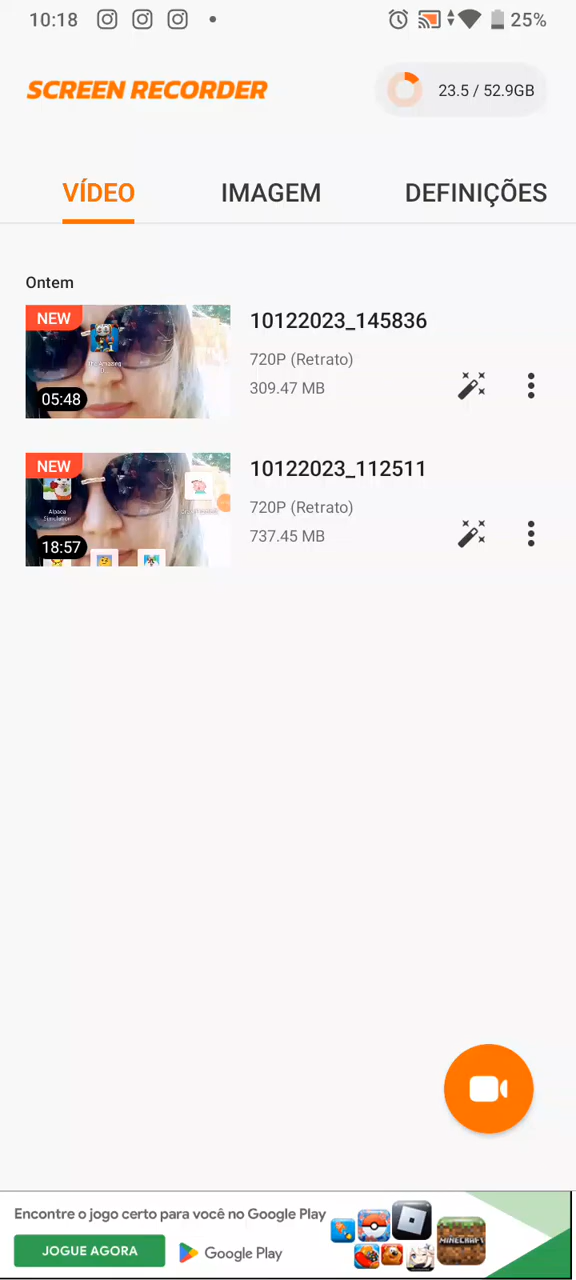 10:18
25%
SCREEN RECORDER
23.5 / 52.9GB
VÍDEO
IMAGEM
DEFINIÇÕES
Ontem
NEW
10122023_145836
720P (Retrato)
309.47 MB
05:48
NEW
10122023_112511
720P (Retrato)
737.45 MB
Alpaca
18:57
Encontre o jogo certo para você no Google Play
JOGUE AGORA
Google Play
MINECRAFT